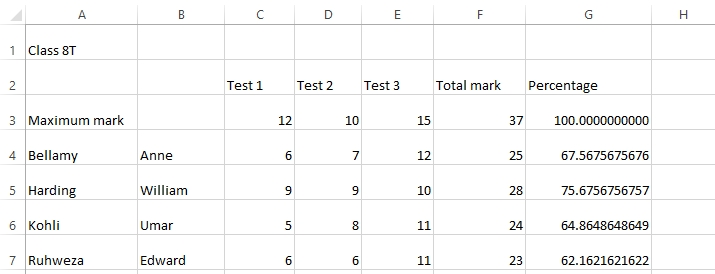 A B C D E F G H
1 Class 8T
2 Test 1 Test 2 Test 3 Total mark Percentage
3 Maximum mark 12 10 15 37 100.0000000000
4 Bellamy Anne 6 7 12 25 67.5675675676
5 Harding William 9 9 10 28 75.6756756757
6 Kohli Umar 5 8 11 24 64.8648648649
7 Ruhweza Edward 6 6 11 23 62.1621621622